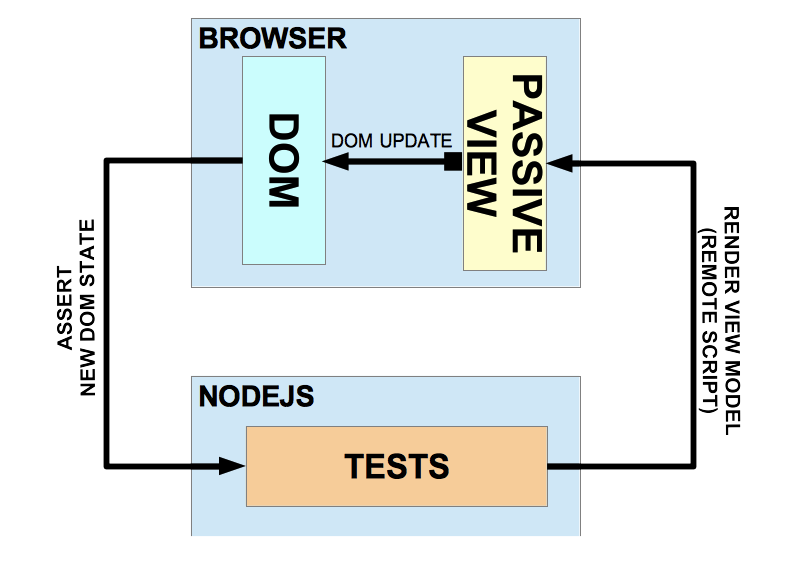 BROWSER
DOM
DOM UPDATE
PASSIVE
VIEW
ASSERT
NEW DOM STATE
RENDER VIEW MODEL
(REMOTE SCRIPT)
NODEJS
TESTS